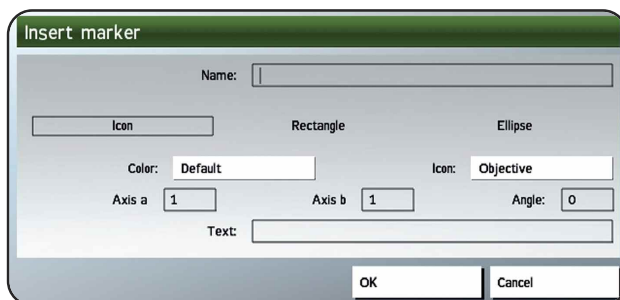 Insert marker
Name:
Icon Rectangle Ellipse
Color: Default Icon: Objective
Axis a 1 Axis b 1 Angle: 0
Text:
OK Cancel